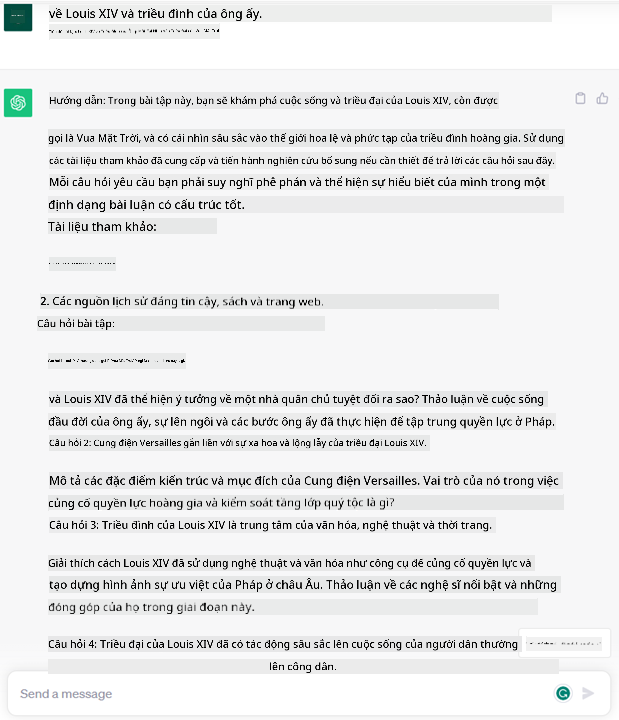 về Louis XIV và triều đình của ông ấy.
Hướng dẫn: Trong bài tập này, bạn sẽ khám phá cuộc sống và triều đại của Louis XIV, còn được
gọi là Vua Mặt Trời, và có cái nhìn sâu sắc vào thế giới hoa lệ và phức tạp của triều đình hoàng gia. Sử dụng
các tài liệu tham khảo đã cung cấp và tiến hành nghiên cứu bổ sung nếu cần thiết để trả lời các câu hỏi sau đây.
Mỗi câu hỏi yêu cầu bạn phải suy nghĩ phê phán và thể hiện sự hiểu biết của mình trong một
định dạng bài luận có cấu trúc tốt.
Tài liệu tham khảo:
2. Các nguồn lịch sử đáng tin cậy, sách và trang web.
Câu hỏi bài tập:
và Louis XIV đã thể hiện ý tưởng về một nhà quân chủ tuyệt đối ra sao? Thảo luận về cuộc sống
đầu đời của ông ấy, sự lên ngôi và các bước ông ấy đã thực hiện để tập trung quyền lực ở Pháp.
Câu hỏi 2: Cung điện Versailles gắn liền với sự xa hoa và lộng lẫy của triều đại Louis XIV.
Mô tả các đặc điểm kiến trúc và mục đích của Cung điện Versailles. Vai trò của nó trong việc
củng cố quyền lực hoàng gia và kiểm soát tầng lớp quý tộc là gì?
Câu hỏi 3: Triều đình của Louis XIV là trung tâm của văn hóa, nghệ thuật và thời trang.
Giải thích cách Louis XIV đã sử dụng nghệ thuật và văn hóa như công cụ để củng cố quyền lực và
tạo dựng hình ảnh sự ưu việt của Pháp ở châu Âu. Thảo luận về các nghệ sĩ nổi bật và những
đóng góp của họ trong giai đoạn này.
Câu hỏi 4: Triều đại của Louis XIV đã có tác động sâu sắc lên cuộc sống của người dân thường
lên công dân.
Send a message